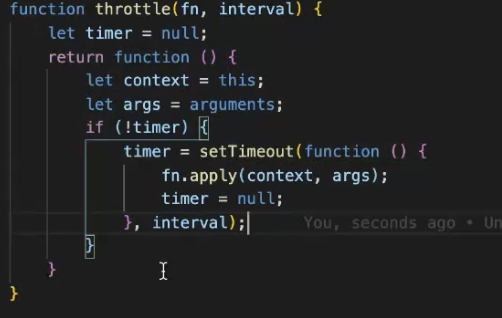 function throttle(fn, interval) {
    let timer = null;
    return function () {
        let context = this;
        let args = arguments;
        if (!timer) {
            timer = setTimeout(function () {
                fn.apply(context, args);
                timer = null;
            }, interval);      You, seconds ago • Un
        }
    }
}